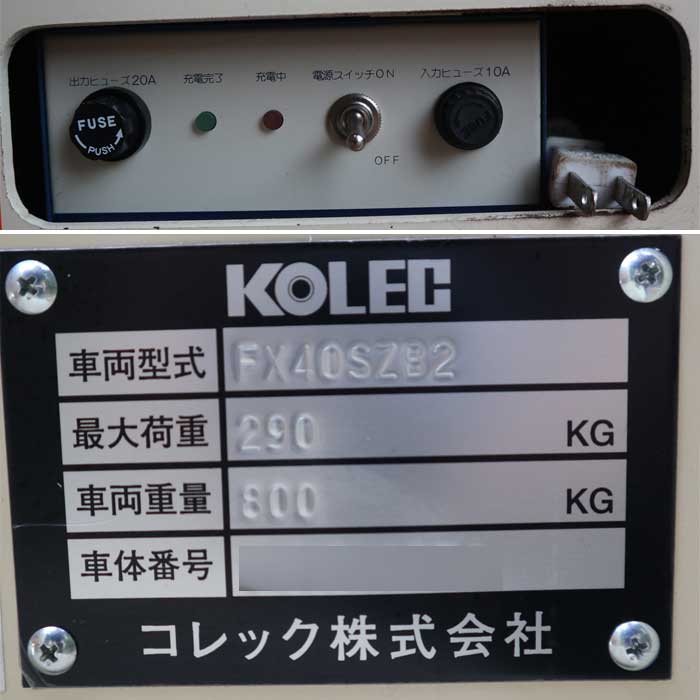 出力ヒューズ20A 充電完了 充電中 電源スイッチON 入力ヒューズ10A
FUSE
PUSH
FUSE
OFF
KOLEC
車両型式 FX40SZB2
最大荷重 290 KG
車両重量 800 KG
車体番号
コレック株式会社